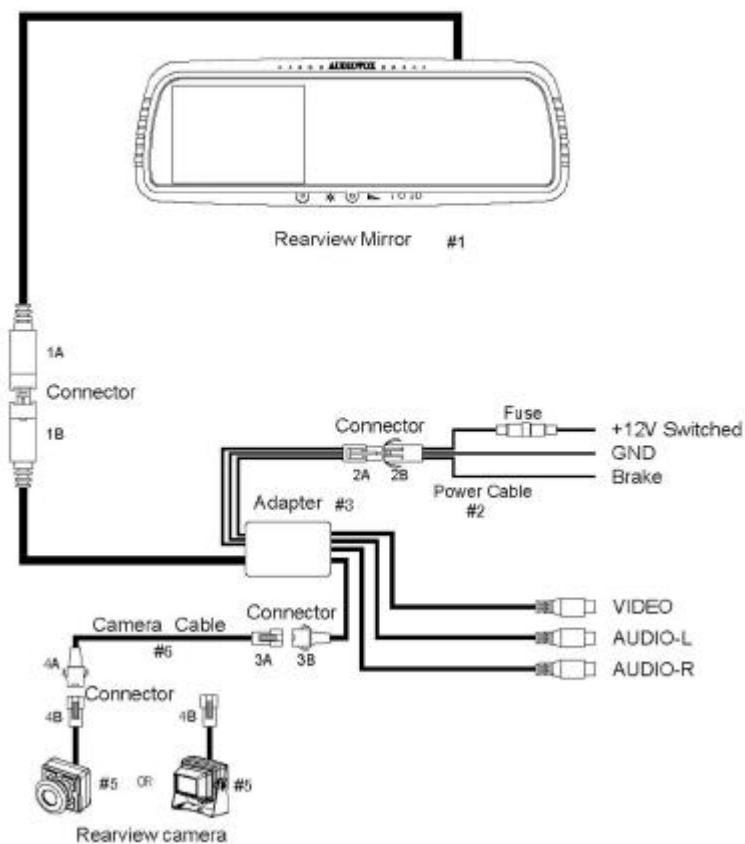 AUDIOVOX
Rearview Mirror #1
1A
Connector
1B
Connector
Fuse
+12V Switched
GND
Brake
2A 2B
Power Cable
#2
Adapter #3
Connector
Camera Cable
#6
3A 3B
VIDEO
AUDIO-L
AUDIO-R
4A
Connector
4B
4B
#5 OR #5
Rearview camera